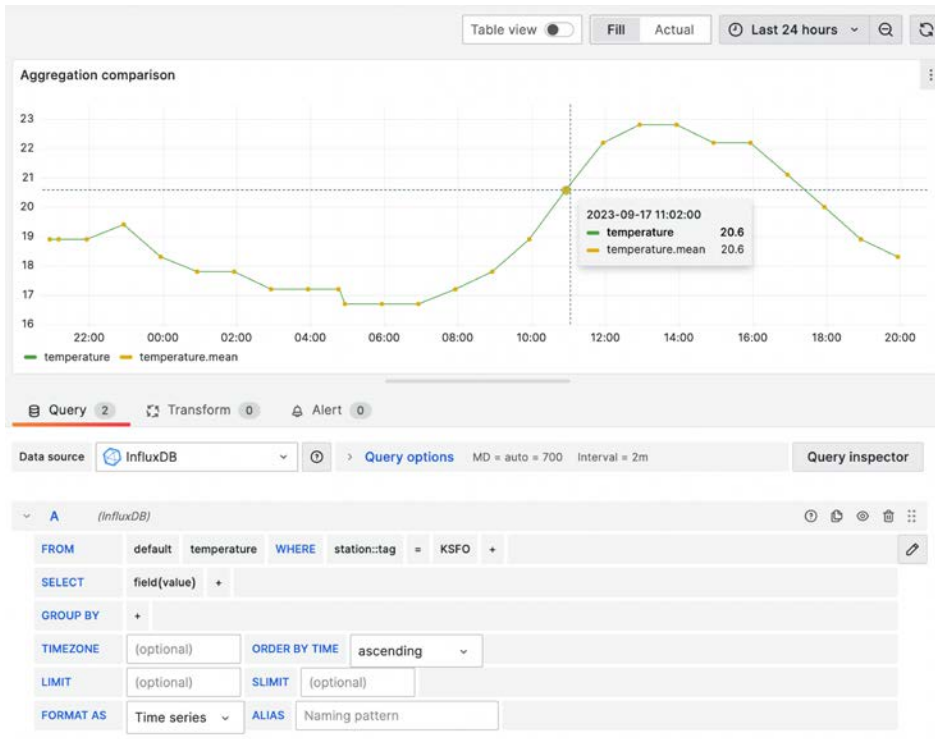 Table view Fill Actual Last 24 hours
Aggregation comparison
23
22
21
20
19
18
17
16
2023-09-17 11:02:00
temperature 20.6
temperature.mean 20.6
22:00 00:00 02:00 04:00 06:00 08:00 10:00 12:00 14:00 16:00 18:00 20:00
temperature temperature.mean
Query 2 Transform 0 Alert 0
Data source InfluxDB Query options MD = auto = 700 Interval = 2m Query inspector
A (InfluxDB)
FROM default temperature WHERE station::tag = KSFO +
SELECT field(value) +
GROUP BY +
TIMEZONE (optional) ORDER BY TIME ascending
LIMIT (optional) SLIMIT (optional)
FORMAT AS Time series ALIAS Naming pattern